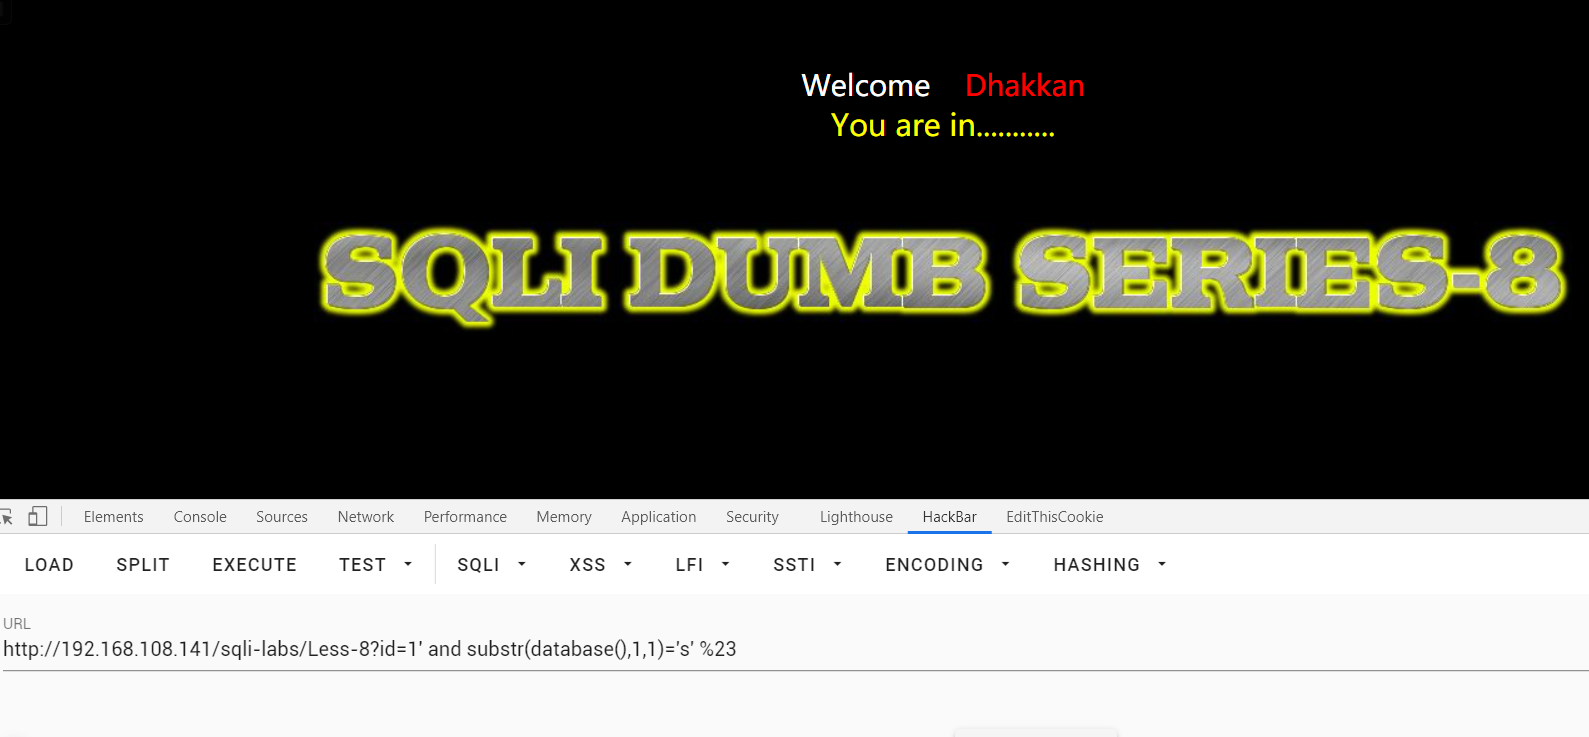 Welcome Dhakkan
You are in...........
SQLI DUMB SERIES-8
Elements Console Sources Network Performance Memory Application Security Lighthouse HackBar EditThisCookie
LOAD SPLIT EXECUTE TEST SQLI XSS LFI SSTI ENCODING HASHING
URL
http://192.168.108.141/sqli-labs/Less-8?id=1' and substr(database(),1,1)='s' %23